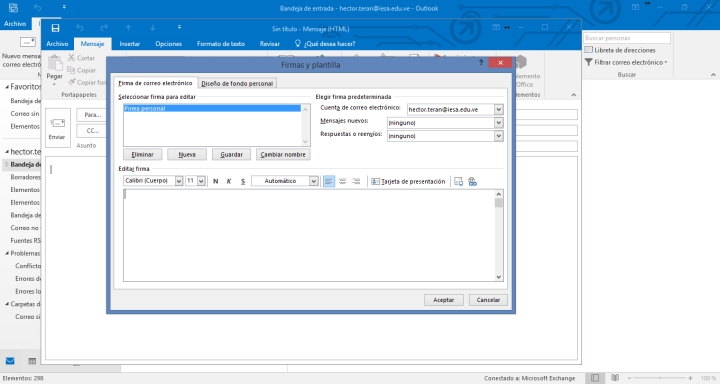 Bandeja de entrada - hector.teran@iesa.edu.ve - Outlook
Archivo
Sin título - Mensaje (HTML)
Archivo Mensaje Insertar Opciones Formato de texto Revisar ¿Qué desea hacer?
Buscar personas
Libreta de direcciones
Filtrar correo electrónico
Buscar
Nuevo mensa
correo electró
Pegar
Cortar
Copiar
Copiar for
Portapapeles
Office
Firmas y plantilla
Firma de correo electrónico Diseño de fondo personal
Seleccionar firma para editar
Firma personal
Eliminar Nueva Guardar Cambiar nombre
Elegir firma predeterminada
Cuenta de correo electrónico: hector.teran@iesa.edu.ve
Mensajes nuevos: (ninguno)
Respuestas o reenvíos: (ninguno)
Editar firma
Calibri (Cuerpo) 11 N K S Automático Tarjeta de presentación
Aceptar Cancelar
Enviar
Para...
CC...
Asunto
Favoritos
Bandeja de
Correo sin
Elementos
hector.te
Bandeja d
Borradores
Elementos
Elementos
Bandeja de
Correo no
Fuentes RS
Problemas
Conflicto
Errores d
Errores lo
Carpetas d
Correo si
Elementos: 298
Conectado a: Microsoft Exchange
100 %